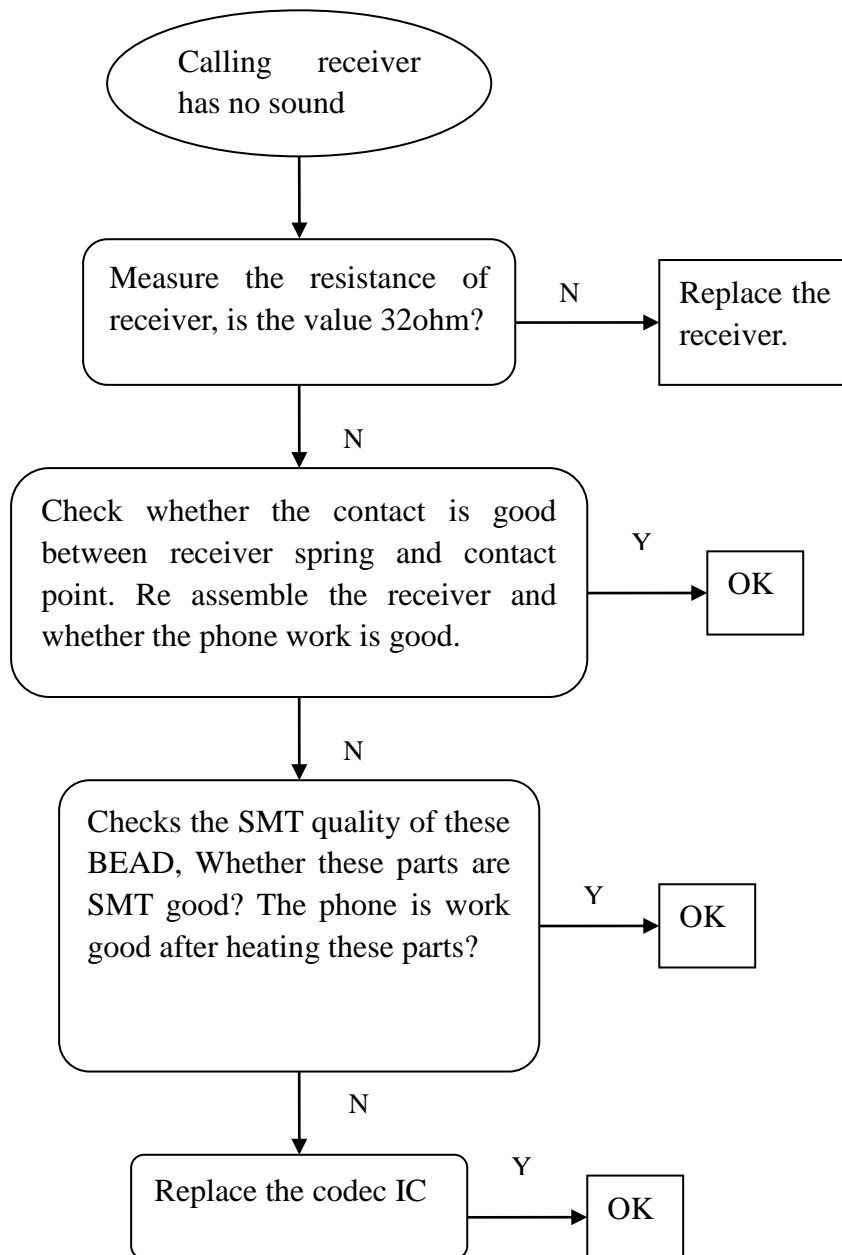 Calling receiver
has no sound
Measure the resistance of
receiver, is the value 32ohm?
N
Replace the
receiver.
N
Check whether the contact is good
between receiver spring and contact
point. Re assemble the receiver and
whether the phone work is good.
Y
OK
N
Checks the SMT quality of these
BEAD, Whether these parts are
SMT good? The phone is work
good after heating these parts?
Y
OK
N
Replace the codec IC
Y
OK